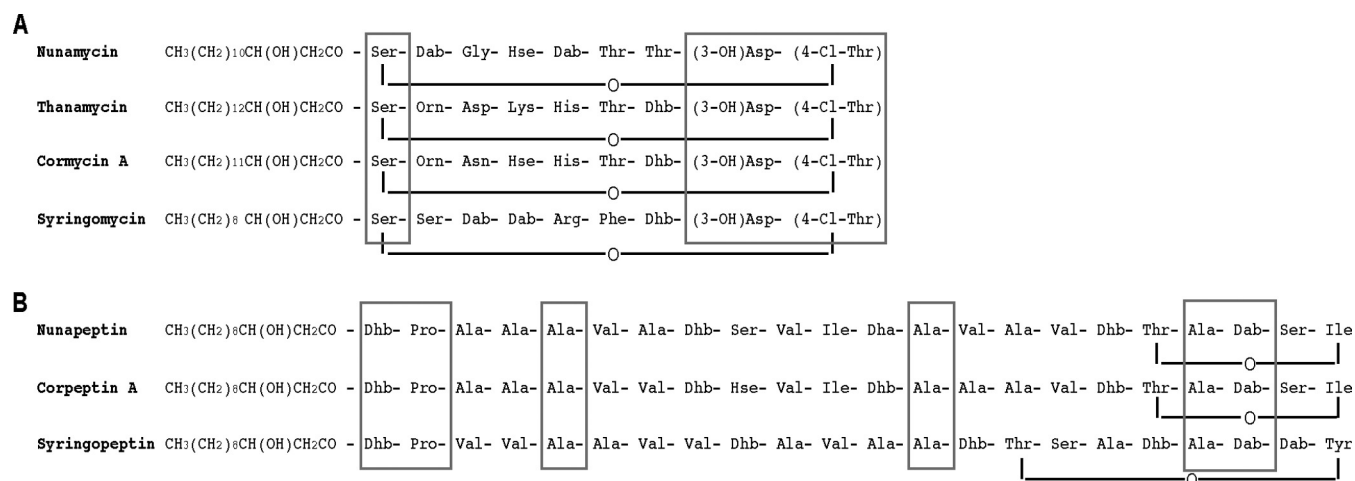 A
Nunamycin CH3(CH2)10CH(OH)CH2CO - Ser- Dab- Gly- Hse- Dab- Thr- Thr- (3-OH)Asp- (4-Cl-Thr)
O
Thanamycin CH3(CH2)12CH(OH)CH2CO - Ser- Orn- Asp- Lys- His- Thr- Dhb- (3-OH)Asp- (4-Cl-Thr)
O
Cormycin A CH3(CH2)11CH(OH)CH2CO - Ser- Orn- Asn- Hse- His- Thr- Dhb- (3-OH)Asp- (4-Cl-Thr)
O
Syringomycin CH3(CH2)8 CH(OH)CH2CO - Ser- Ser- Dab- Dab- Arg- Phe- Dhb- (3-OH)Asp- (4-Cl-Thr)
O
B
Nunapeptin CH3(CH2)8CH(OH)CH2CO - Dhb- Pro- Ala- Ala- Ala- Val- Ala- Dhb- Ser- Val- Ile- Dha- Ala- Val- Ala- Val- Dhb- Thr- Ala- Dab- Ser- Ile
O
Corpeptin A CH3(CH2)8CH(OH)CH2CO - Dhb- Pro- Ala- Ala- Ala- Val- Val- Dhb- Hse- Val- Ile- Dhb- Ala- Ala- Ala- Val- Dhb- Thr- Ala- Dab- Ser- Ile
O
Syringopeptin CH3(CH2)8CH(OH)CH2CO - Dhb- Pro- Val- Val- Ala- Ala- Val- Val- Dhb- Ala- Val- Ala- Ala- Dhb- Thr- Ser- Ala- Dhb- Ala- Dab- Dab- Tyr
O